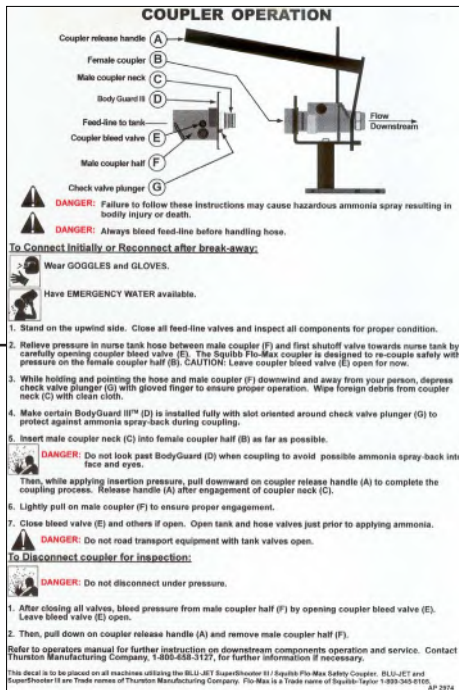 COUPLER OPERATION
Coupler release handle A
Female coupler B
Male coupler neck C
Body Guard III D
Feed-line to tank
Coupler bleed valve E
Male coupler half F
Check valve plunger G
Flow
Downstream
DANGER: Failure to follow these instructions may cause hazardous ammonia spray resulting in
bodily injury or death.
DANGER: Always bleed feed-line before handling hose.
To Connect Initially or Reconnect after break-away:
Wear GOGGLES and GLOVES.
Have EMERGENCY WATER available.
1. Stand on the upwind side. Close all feed-line valves and inspect all components for proper condition.
2. Relieve pressure in nurse tank hose between male coupler (F) and first shutoff valve towards nurse tank by
carefully opening coupler bleed valve (E). The Squibb Flo-Max coupler is designed to re-couple safely with
pressure on the female coupler half (B). CAUTION: Leave coupler bleed valve (E) open for now.
3. While holding and pointing the hose and male coupler (F) downwind and away from your person, depress
check valve plunger (G) with gloved finger to ensure proper operation. Wipe foreign debris from coupler
neck (C) with clean cloth.
4. Make certain BodyGuard III™ (D) is installed fully with slot oriented around check valve plunger (G) to
protect against ammonia spray-back during coupling.
5. Insert male coupler neck (C) into female coupler half (B) as far as possible.
DANGER: Do not look past BodyGuard (D) when coupling to avoid possible ammonia spray-back into
face and eyes.
Then, while applying insertion pressure, pull downward on coupler release handle (A) to complete the
coupling process. Release handle (A) after engagement of coupler neck (C).
6. Lightly pull on male coupler (F) to ensure proper engagement.
7. Close bleed valve (E) and others if open. Open tank and hose valves just prior to applying ammonia.
DANGER: Do not road transport equipment with tank valves open.
To Disconnect coupler for inspection:
DANGER: Do not disconnect under pressure.
1. After closing all valves, bleed pressure from male coupler half (F) by opening coupler bleed valve (E).
Leave bleed valve (E) open.
2. Then, pull down on coupler release handle (A) and remove male coupler half (F).
Refer to operators manual for further instruction on downstream components operation and service. Contact
Thurston Manufacturing Company, 1-800-658-3127, for further information if necessary.
This decal is to be placed on all machines utilizing the BLU-JET SuperShooter III / Squibb Flo-Max Safety Coupler. BLU-JET and
SuperShooter III are Trade names of Thurston Manufacturing Company. Flo-Max is a Trade name of Squibb-Taylor 1-800-345-8105.
AP 2974